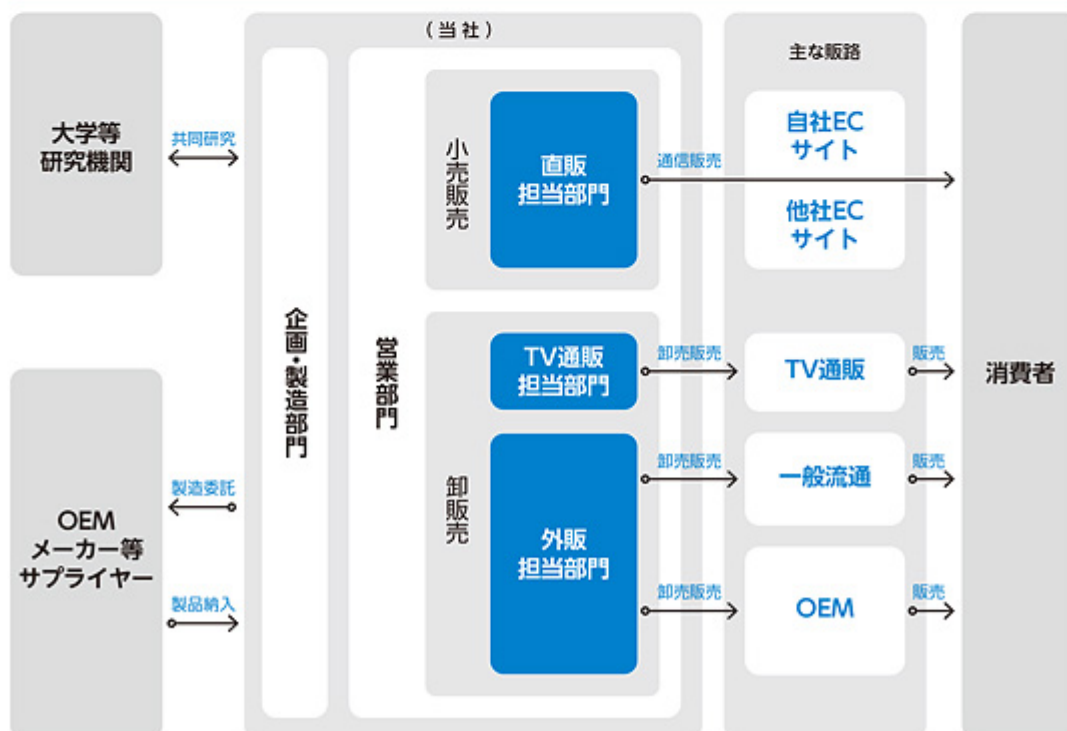 (当社)
主な販路
大学等
研究機関
共同研究
企画・製造部門
営業部門
小売販売
直販
担当部門
通信販売
自社EC
サイト
他社EC
サイト
卸販売
TV通販
担当部門
卸売販売
TV通販
販売
消費者
外販
担当部門
卸売販売
一般流通
販売
卸売販売
OEM
販売
製造委託
OEM
メーカー等
サプライヤー
製品納入